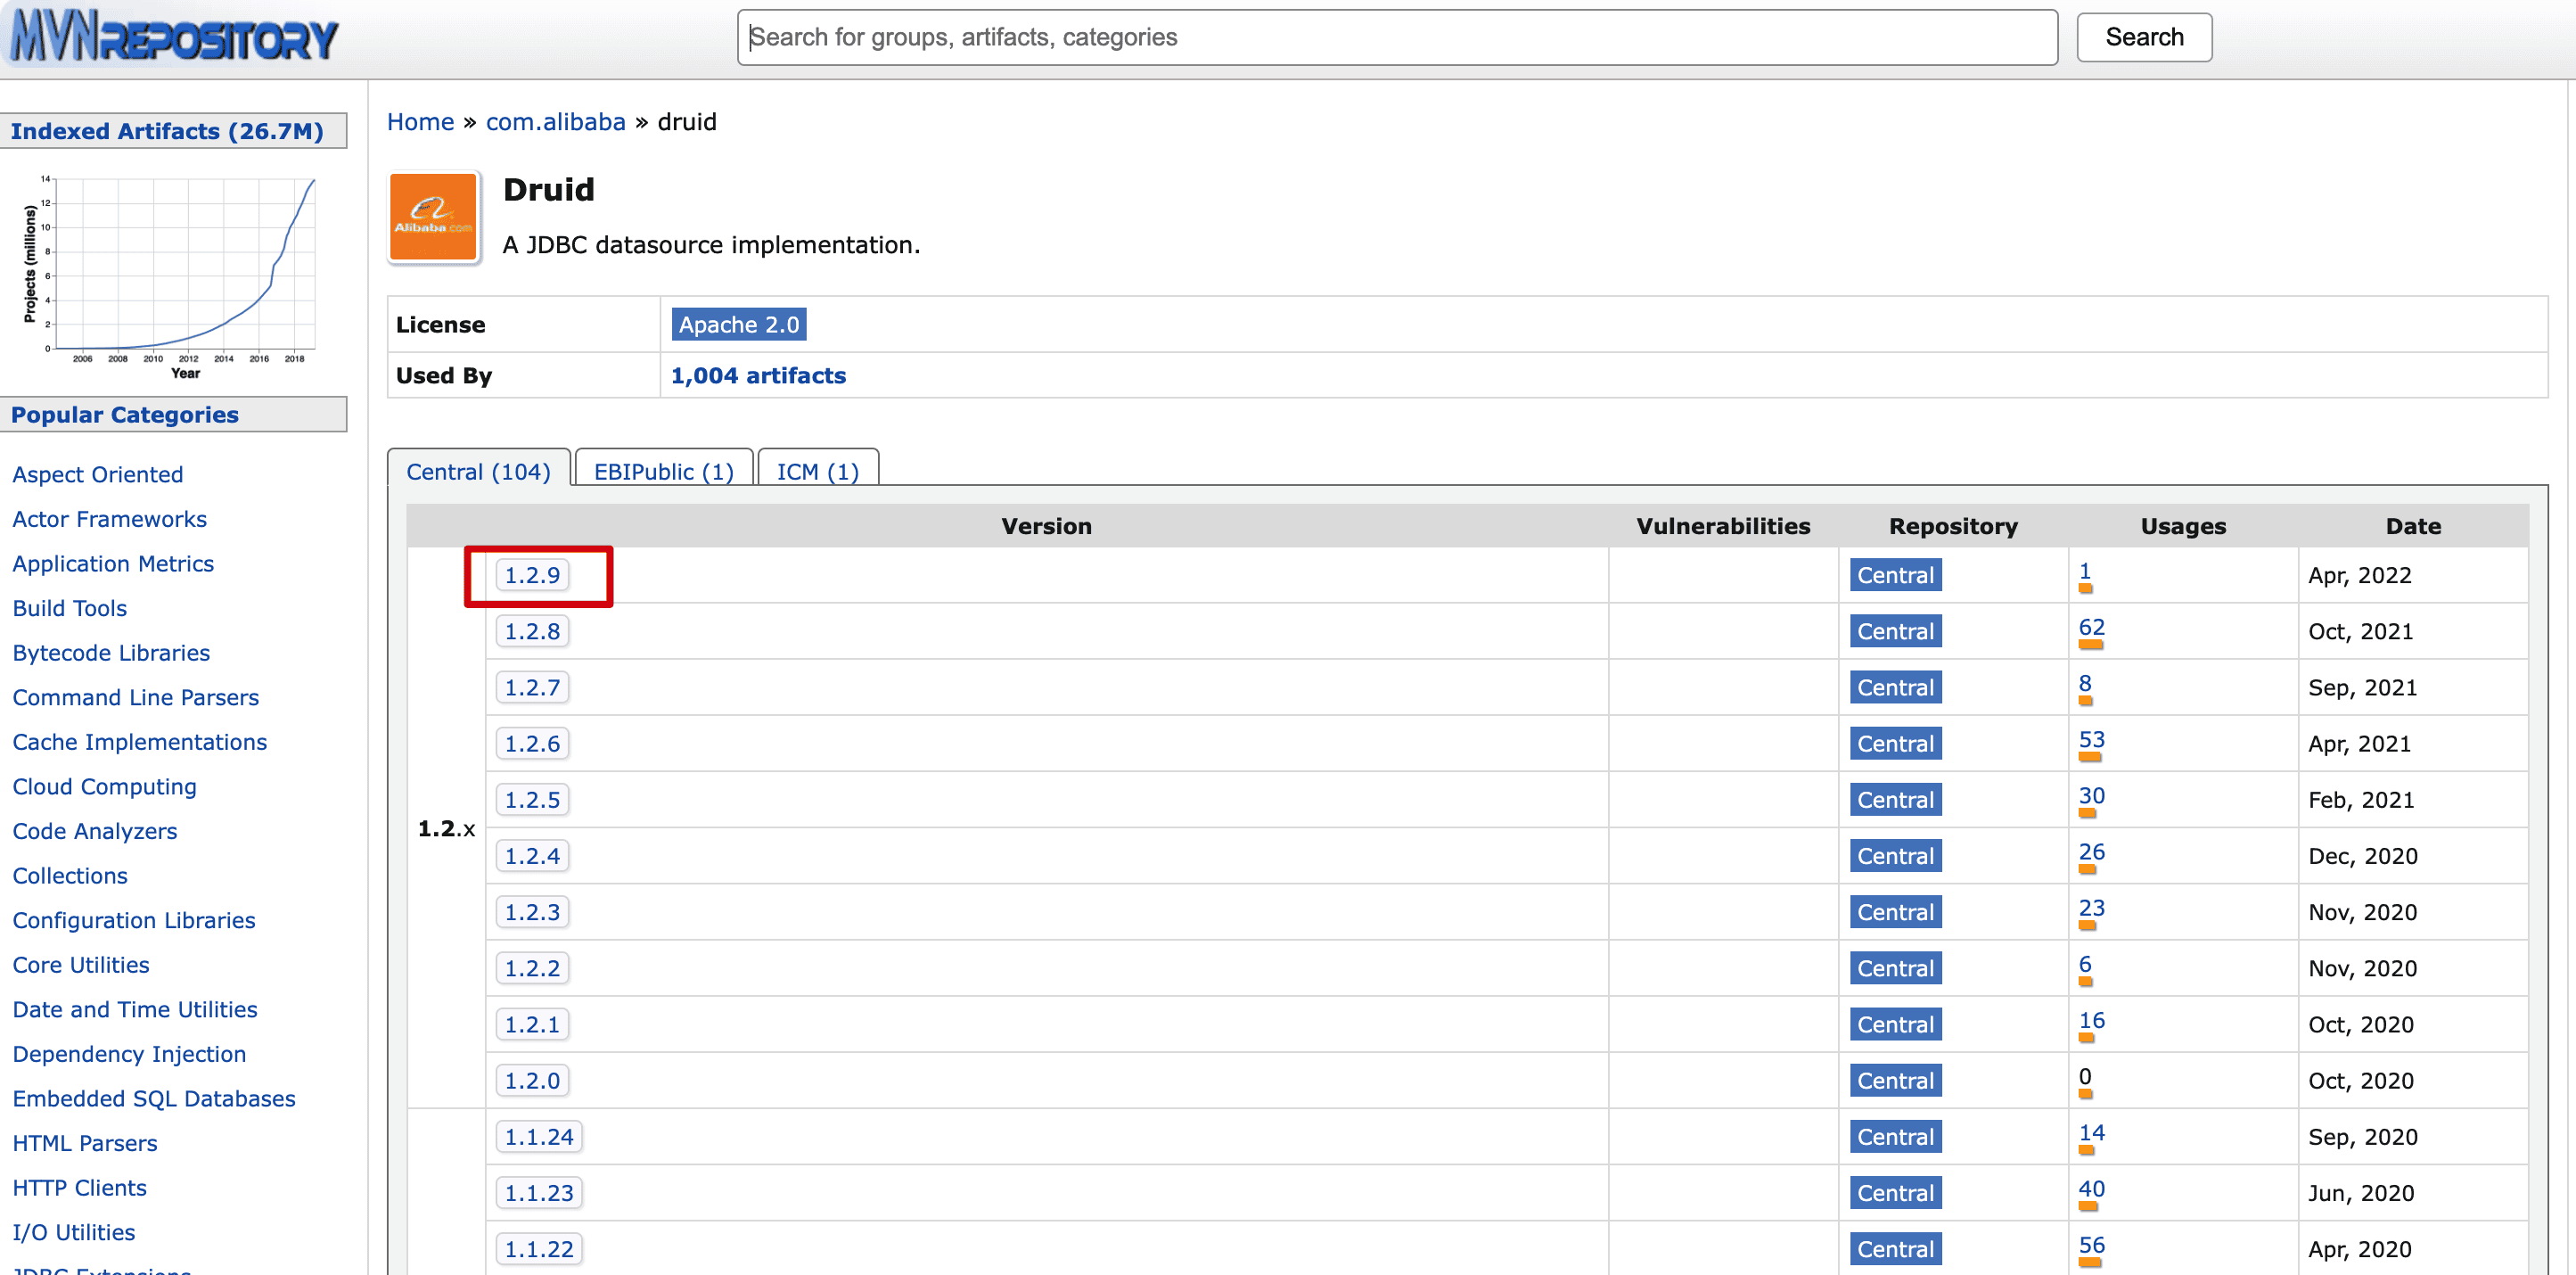 MVNREPOSITORY
Search for groups, artifacts, categories
Search
Indexed Artifacts (26.7M)
14
12
10
8
6
4
2
0
Projects (millions)
2006 2008 2010 2012 2014 2016 2018
Year
Popular Categories
Aspect Oriented
Actor Frameworks
Application Metrics
Build Tools
Bytecode Libraries
Command Line Parsers
Cache Implementations
Cloud Computing
Code Analyzers
Collections
Configuration Libraries
Core Utilities
Date and Time Utilities
Dependency Injection
Embedded SQL Databases
HTML Parsers
HTTP Clients
I/O Utilities
JDBC Extensions
Home » com.alibaba » druid
Alibaba.com
Druid
A JDBC datasource implementation.
License Apache 2.0
Used By 1,004 artifacts
Central (104) EBIPublic (1) ICM (1)
Version Vulnerabilities Repository Usages Date
1.2.9 Central 1 Apr, 2022
1.2.8 Central 62 Oct, 2021
1.2.7 Central 8 Sep, 2021
1.2.6 Central 53 Apr, 2021
1.2.5 Central 30 Feb, 2021
1.2.x
1.2.4 Central 26 Dec, 2020
1.2.3 Central 23 Nov, 2020
1.2.2 Central 6 Nov, 2020
1.2.1 Central 16 Oct, 2020
1.2.0 Central 0 Oct, 2020
1.1.24 Central 14 Sep, 2020
1.1.23 Central 40 Jun, 2020
1.1.22 Central 56 Apr, 2020